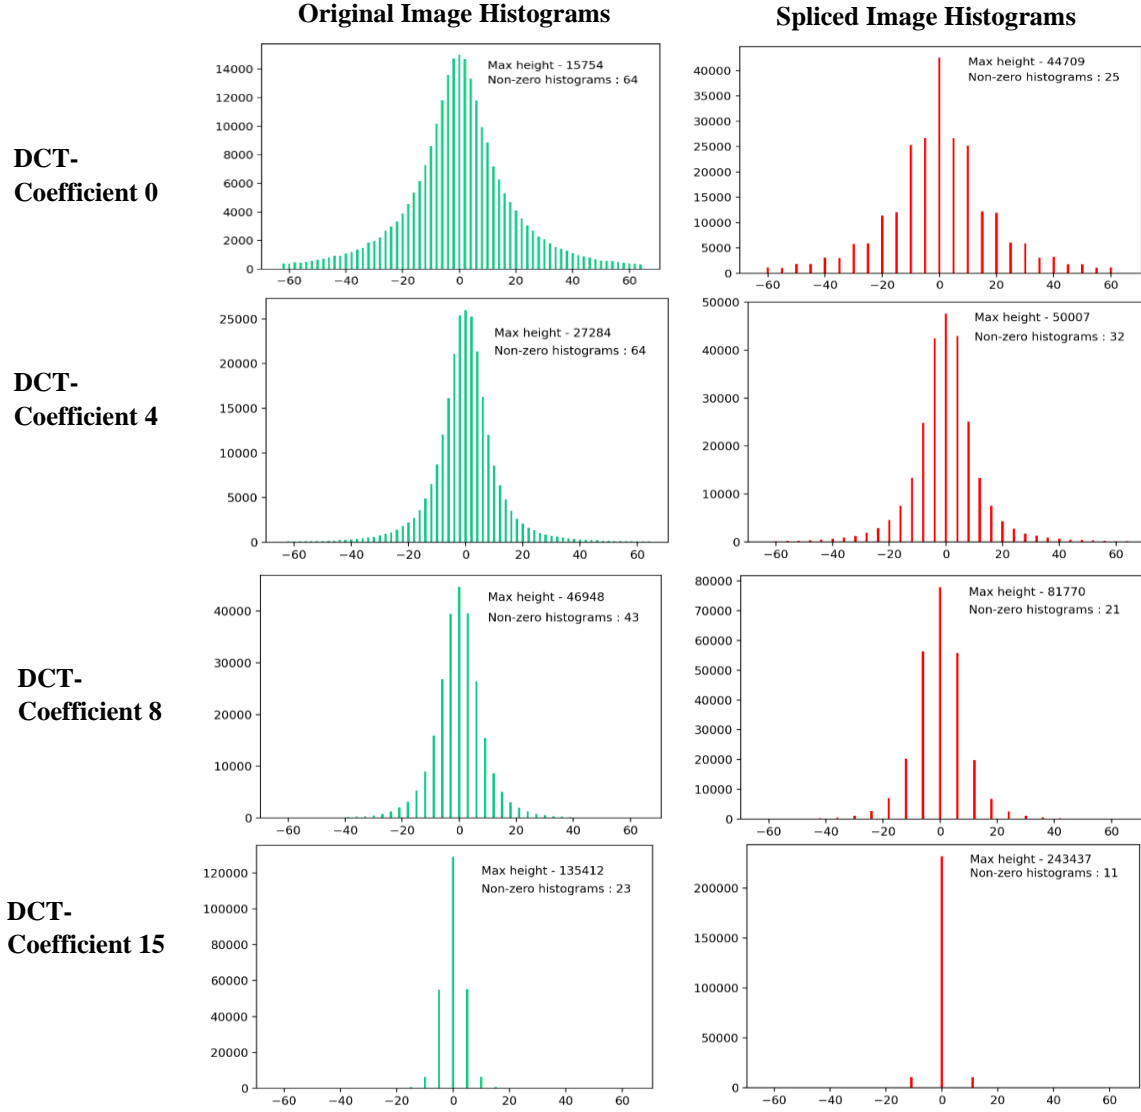 Original Image Histograms
Spliced Image Histograms
DCT-
Coefficient 0
14000
12000
10000
8000
6000
4000
2000
0
−60 −40 −20 0 20 40 60
Max height - 15754
Non-zero histograms : 64
40000
35000
30000
25000
20000
15000
10000
5000
0
−60 −40 −20 0 20 40 60
Max height - 44709
Non-zero histograms : 25
DCT-
Coefficient 4
25000
20000
15000
10000
5000
0
−60 −40 −20 0 20 40 60
Max height - 27284
Non-zero histograms : 64
50000
40000
30000
20000
10000
0
−60 −40 −20 0 20 40 60
Max height - 50007
Non-zero histograms : 32
DCT-
Coefficient 8
40000
30000
20000
10000
0
−60 −40 −20 0 20 40 60
Max height - 46948
Non-zero histograms : 43
80000
70000
60000
50000
40000
30000
20000
10000
0
−60 −40 −20 0 20 40 60
Max height - 81770
Non-zero histograms : 21
DCT-
Coefficient 15
120000
100000
80000
60000
40000
20000
0
−60 −40 −20 0 20 40 60
Max height - 135412
Non-zero histograms : 23
200000
150000
100000
50000
0
−60 −40 −20 0 20 40 60
Max height - 243437
Non-zero histograms : 11